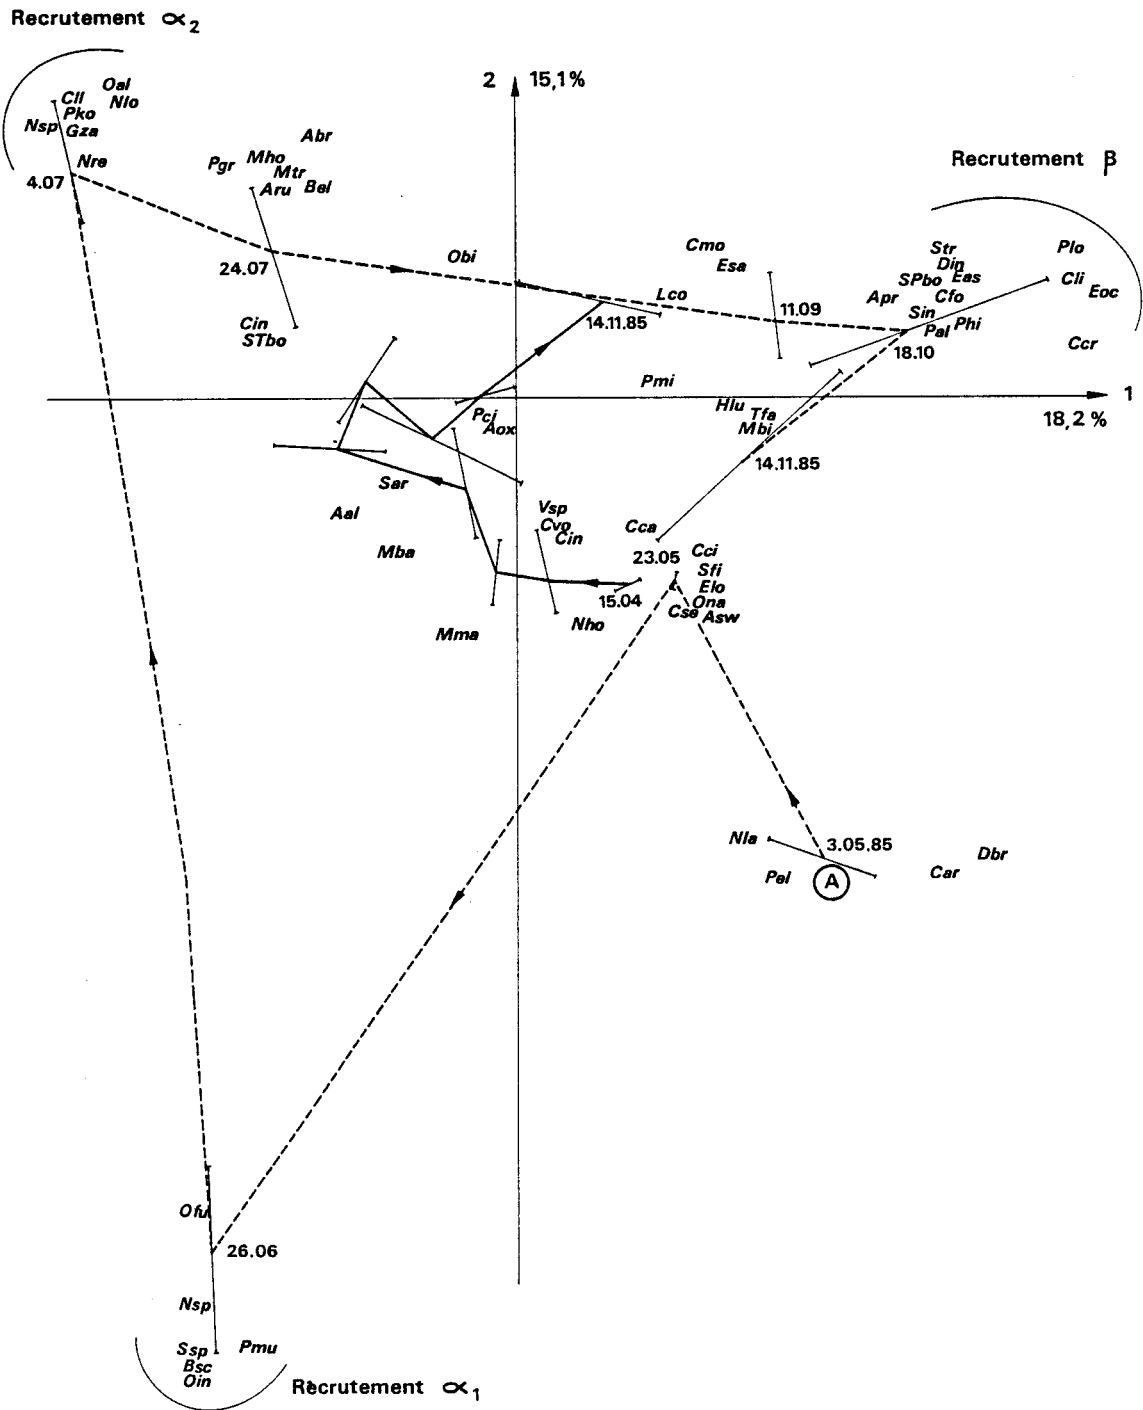 Recrutement α2
2 15,1%
Oal
Cll
Nlo
Pko
Nsp
Gza
Abr
Mho
Pgr
Nre
Mtr
4.07
Aru
Bel
Recrutement β
Cmo
Str
Plo
Obi
Din
Esa
24.07
SPbo
Eas
Cli
Eoc
Lco
Apr
Cfo
11.09
Sin
Cin
14.11.85
Pal
Phi
STbo
18.10
Ccr
Pmi
1
Hlu
Pci
Tfa
18,2 %
Aox
Mbi
14.11.85
Sar
Vsp
Aal
Cvo
Cca
Cin
Mba
23.05
Cci
Sfi
Elo
15.04
Ona
Cse
Asw
Nho
Mma
Nla
3.05.85
Dbr
Pel
A
Car
Ofu
26.06
Nsp
Ssp
Pmu
Bsc
Oin
Recrutement α1